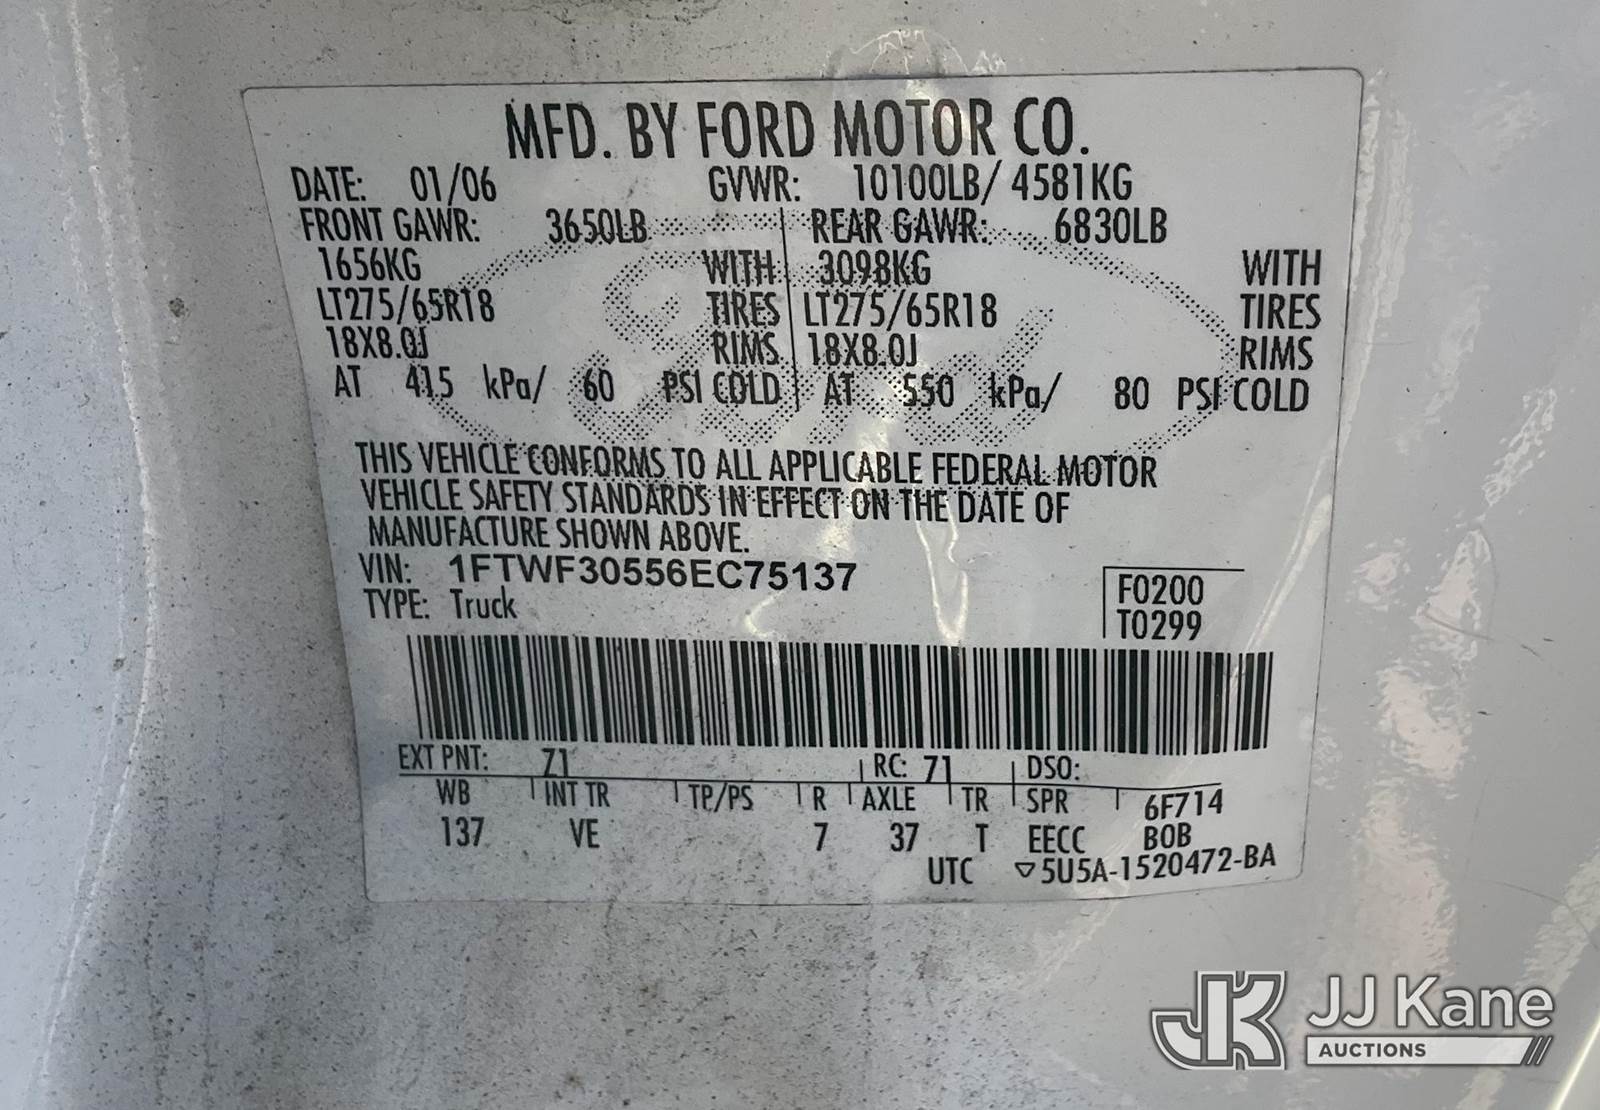 MFD. BY FORD MOTOR CO.
DATE: 01/06 GVWR: 10100LB/ 4581KG
FRONT GAWR: 3650LB REAR GAWR: 6830LB
1656KG WITH 3098KG WITH
LT275/65R18 TIRES LT275/65R18 TIRES
18X8.0J RIMS 18X8.0J RIMS
AT 415 kPa/ 60 PSI COLD AT 550 kPa/ 80 PSI COLD
THIS VEHICLE CONFORMS TO ALL APPLICABLE FEDERAL MOTOR
VEHICLE SAFETY STANDARDS IN EFFECT ON THE DATE OF
MANUFACTURE SHOWN ABOVE.
VIN: 1FTWF30556EC75137
TYPE: Truck
F0200
T0299
EXT PNT: Z1 RC: 71 DSO:
WB INT TR TP/PS R AXLE TR SPR 6F714
137 VE 7 37 T EECC BOB
UTC ▽5U5A-1520472-BA
JK JJ Kane
AUCTIONS